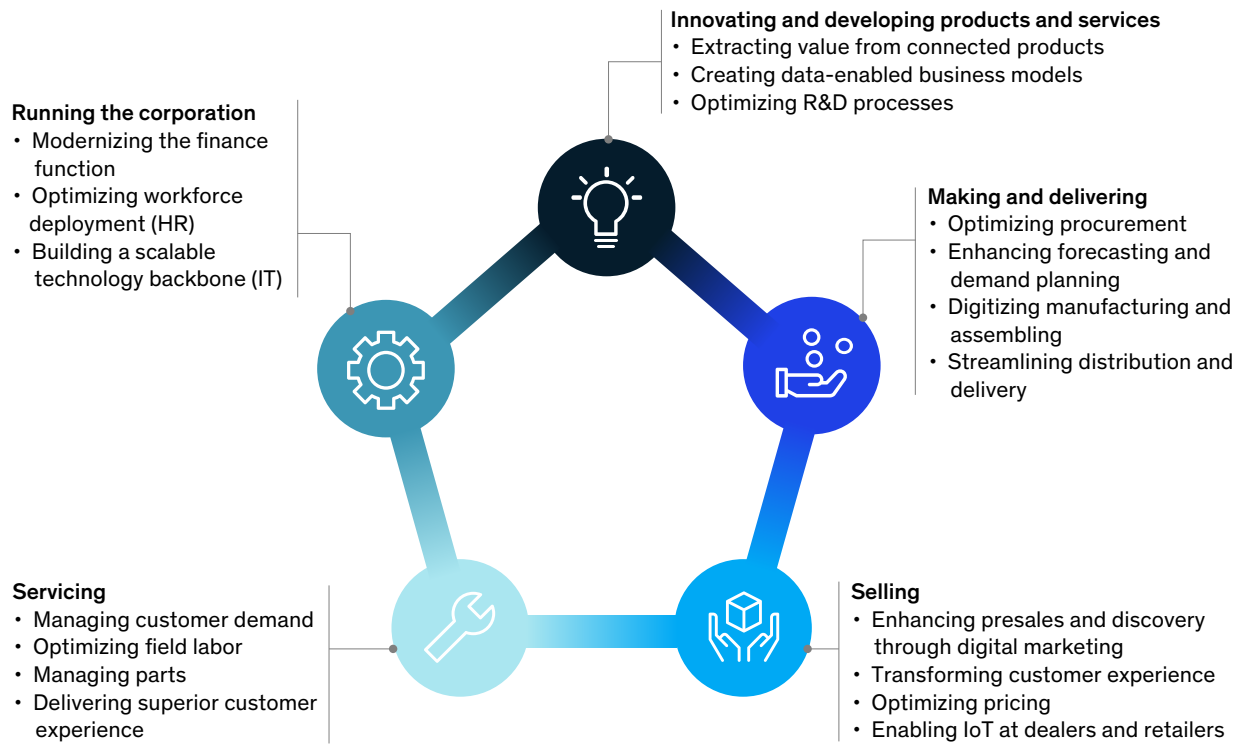 Innovating and developing products and services
• Extracting value from connected products
• Creating data-enabled business models
• Optimizing R&D processes
Running the corporation
• Modernizing the finance
function
• Optimizing workforce
deployment (HR)
• Building a scalable
technology backbone (IT)
Making and delivering
• Optimizing procurement
• Enhancing forecasting and
demand planning
• Digitizing manufacturing and
assembling
• Streamlining distribution and
delivery
Servicing
• Managing customer demand
• Optimizing field labor
• Managing parts
• Delivering superior customer
experience
Selling
• Enhancing presales and discovery
through digital marketing
• Transforming customer experience
• Optimizing pricing
• Enabling IoT at dealers and retailers